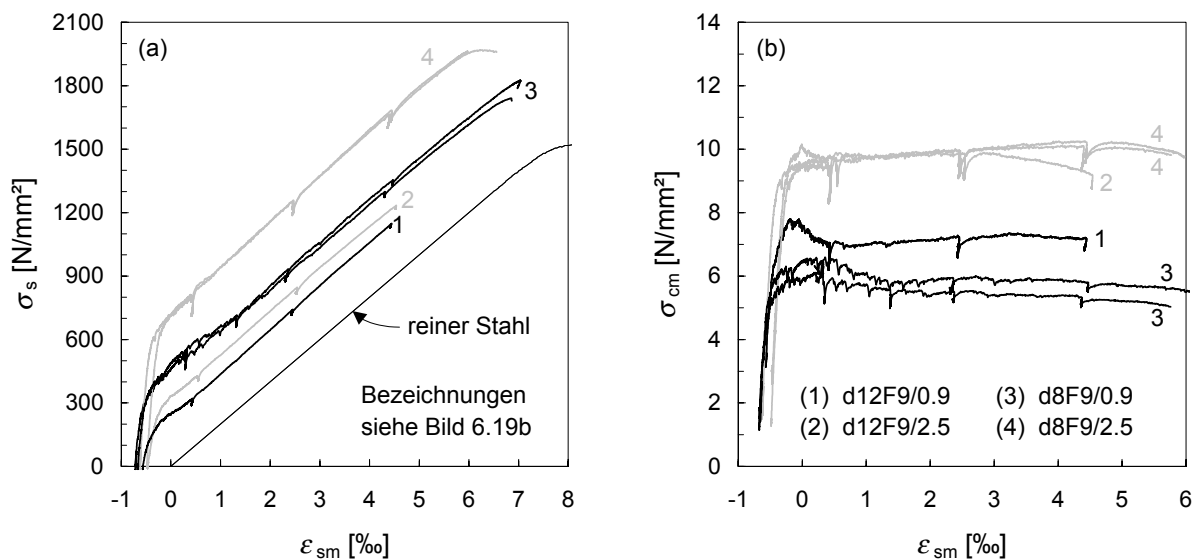 (a)
σs [N/mm²]
2100
1800
1500
1200
900
600
300
0
-1 0 1 2 3 4 5 6 7 8
εsm [‰]
4
3
2
1
reiner Stahl
Bezeichnungen
siehe Bild 6.19b
(b)
σcm [N/mm²]
14
12
10
8
6
4
2
0
-1 0 1 2 3 4 5 6
εsm [‰]
4
4
2
1
3
3
(1) d12F9/0.9 (3) d8F9/0.9
(2) d12F9/2.5 (4) d8F9/2.5